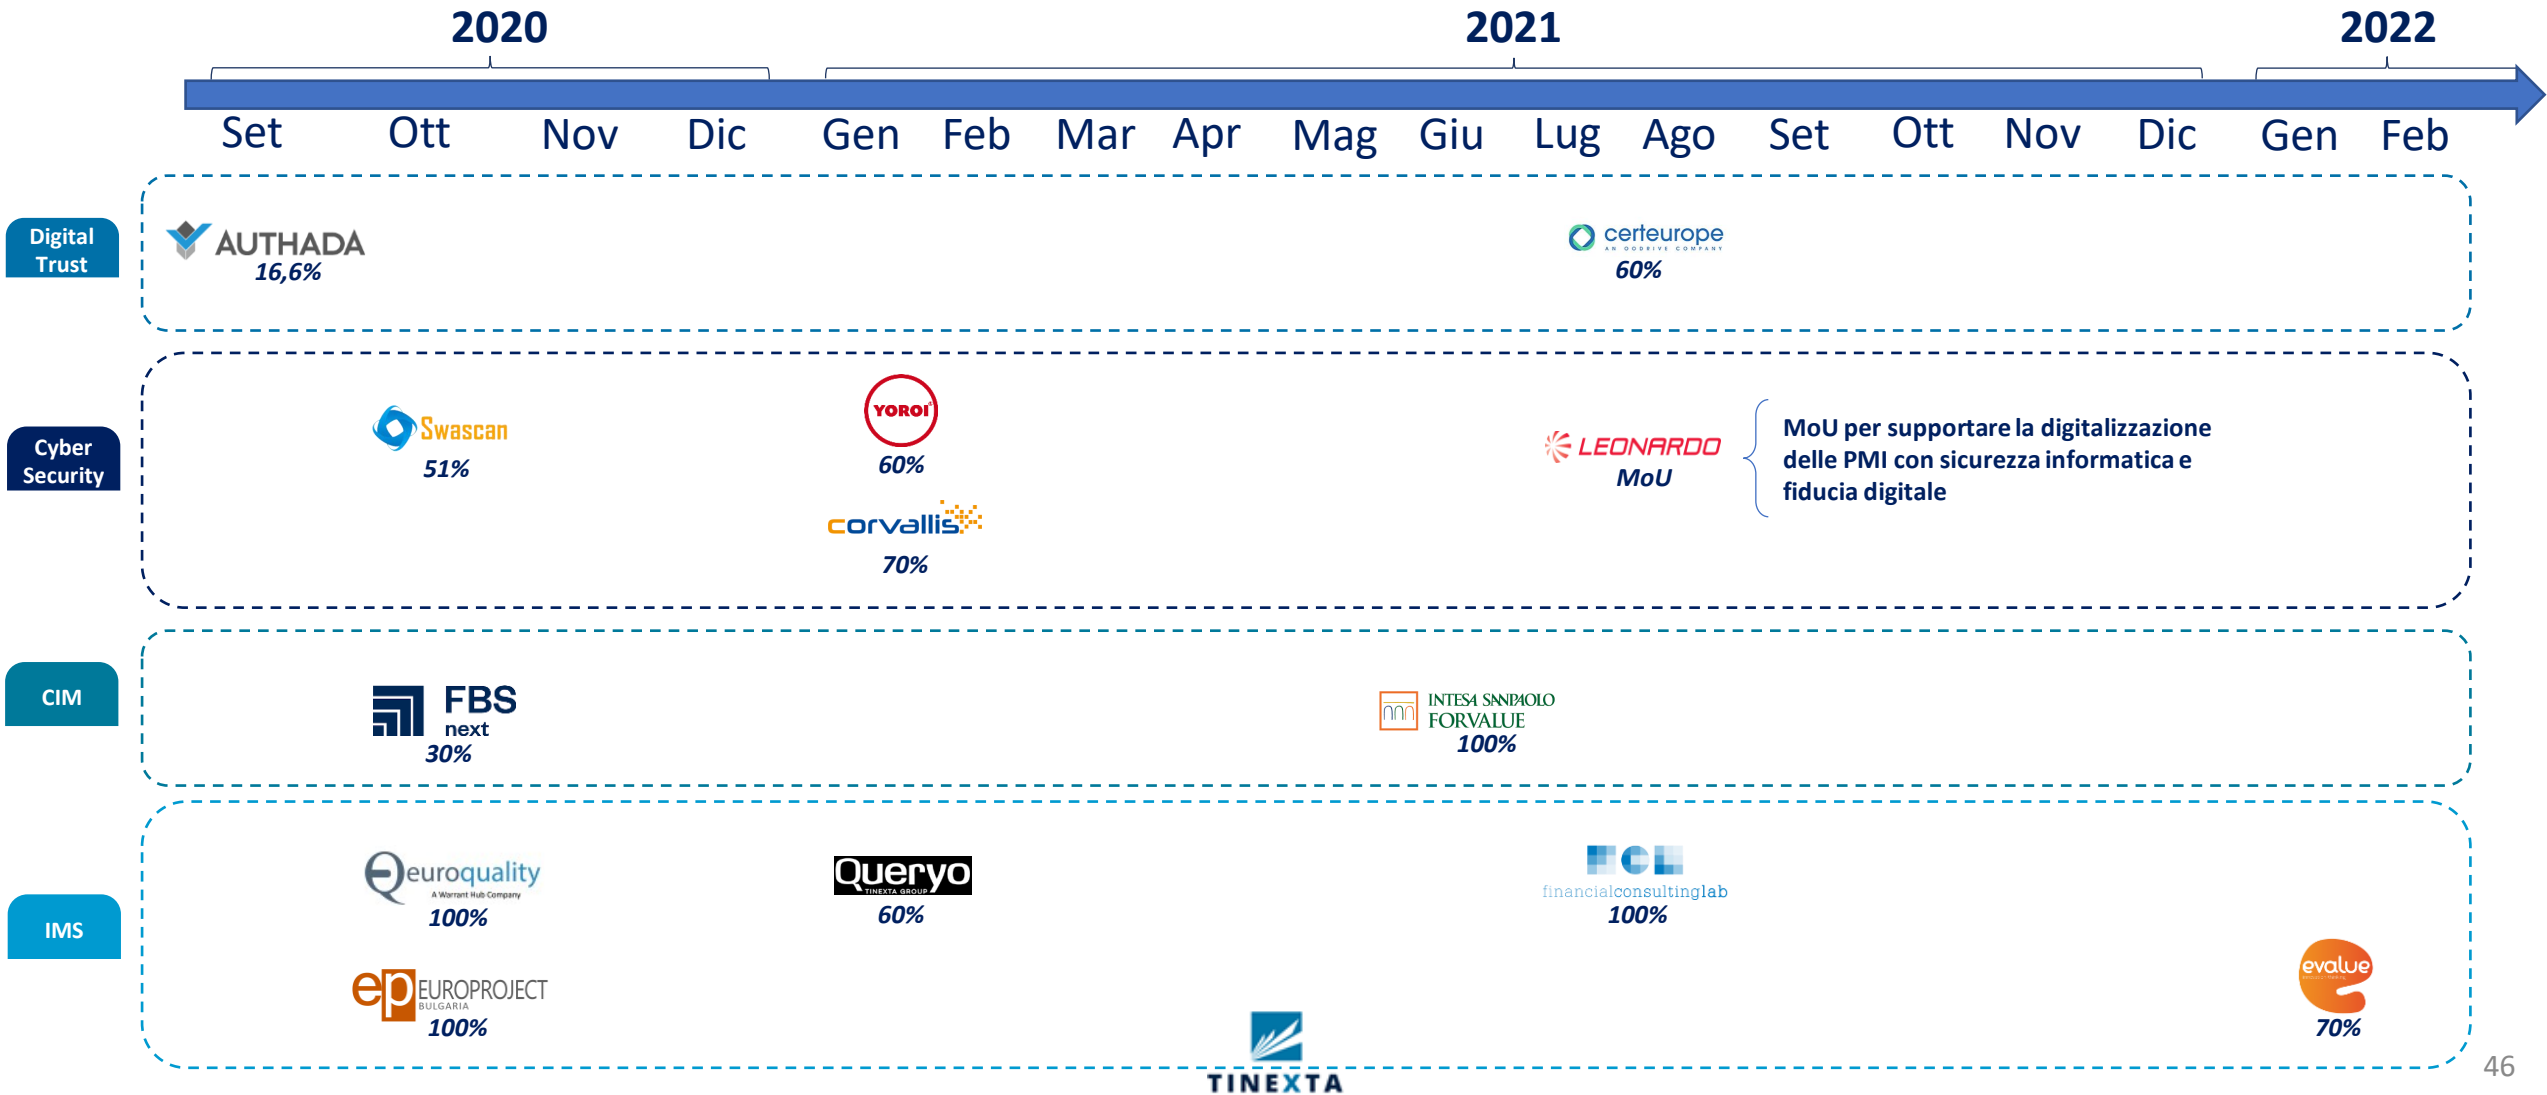 2020
2021
2022
Set Ott Nov Dic Gen Feb Mar Apr Mag Giu Lug Ago Set Ott Nov Dic Gen Feb
Digital
Trust
AUTHADA
16,6%
certeurope
AN OODRIVE COMPANY
60%
Cyber
Security
Swascan
51%
YOROI
60%
corvallis
70%
LEONARDO
MoU
MoU per supportare la digitalizzazione
delle PMI con sicurezza informatica e
fiducia digitale
CIM
FBS
next
30%
INTESA SANPAOLO
FORVALUE
100%
IMS
euroquality
A Warrant Hub Company
100%
Queryo
TINEXTA GROUP
60%
financialconsultinglab
100%
ep EUROPROJECT
BULGARIA
100%
evalue
70%
TINEXTA
46